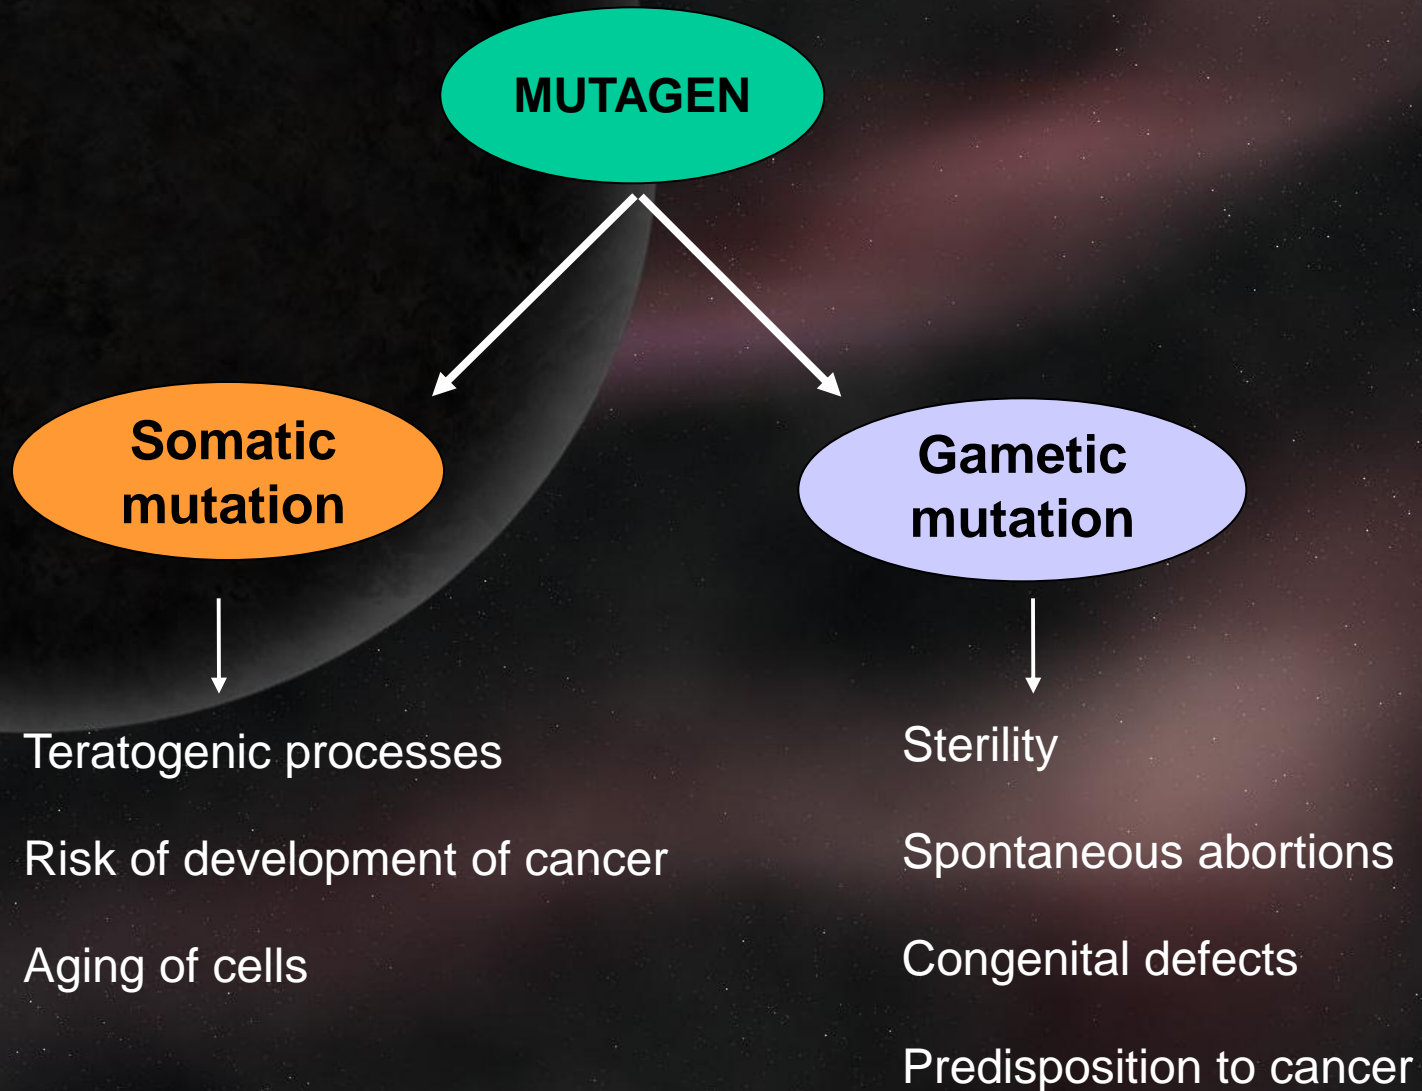 MUTAGEN
Somatic
mutation
Gametic
mutation
Teratogenic processes
Risk of development of cancer
Aging of cells
Sterility
Spontaneous abortions
Congenital defects
Predisposition to cancer